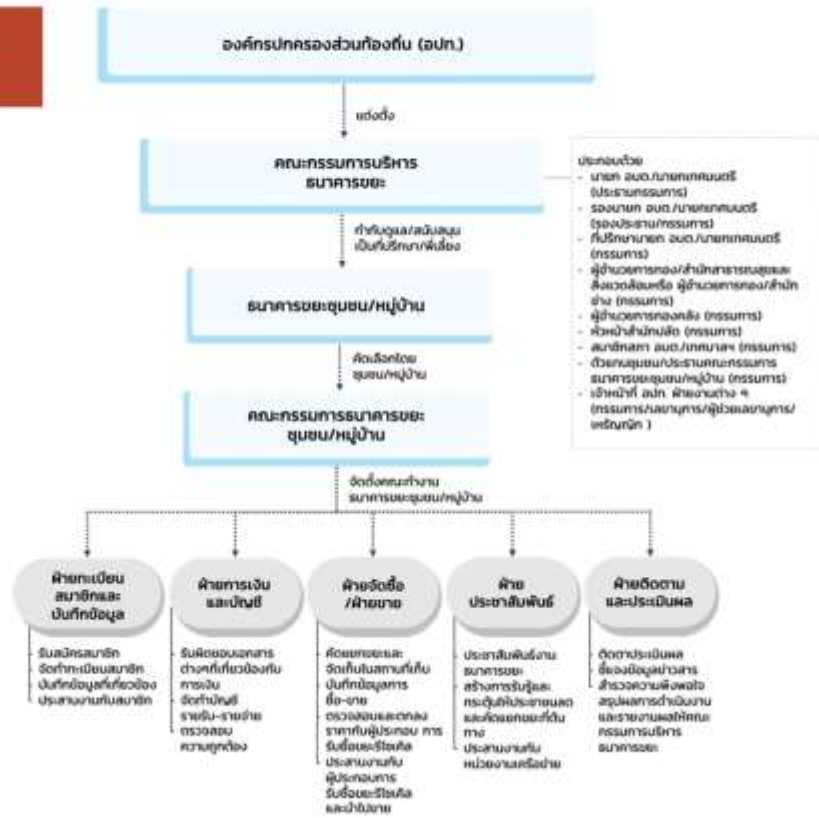 องค์กรปกครองส่วนท้องถิ่น (อปท.)
แต่งตั้ง
คณะกรรมการบริหาร
ธนาคารขยะ
ประกอบด้วย
- นายก อบต./นายกเทศมนตรี
(ประธานกรรมการ)
- รองนายก อบต./นายกเทศมนตรี
(รองประธาน/กรรมการ)
- ที่ปรึกษานายก อบต./นายกเทศมนตรี
(กรรมการ)
- ผู้อำนวยการกอง/สำนักสาธารณสุขและ
สิ่งแวดล้อมหรือ ผู้อำนวยการกอง/สำนัก
ช่าง (กรรมการ)
- ผู้อำนวยการกองคลัง (กรรมการ)
- หัวหน้าสำนักปลัด (กรรมการ)
- สมาชิกสภา อบต./เทศบาลฯ (กรรมการ)
- ตัวแทนชุมชน/ประธานคณะกรรมการ
ธนาคารขยะชุมชน/หมู่บ้าน (กรรมการ)
- เจ้าหน้าที่ อปท. ฝ่ายงานต่าง ๆ
(กรรมการ/เลขานุการ/ผู้ช่วยเลขานุการ/
เหรัญญิก )
กำกับดูแล/สนับสนุน
เป็นที่ปรึกษา/พี่เลี้ยง
ธนาคารขยะชุมชน/หมู่บ้าน
คัดเลือกโดย
ชุมชน/หมู่บ้าน
คณะกรรมการธนาคารขยะ
ชุมชน/หมู่บ้าน
จัดตั้งคณะทำงาน
ธนาคารขยะชุมชน/หมู่บ้าน
ฝ่ายทะเบียน
สมาชิกและ
บันทึกข้อมูล
- รับสมัครสมาชิก
- จัดทำทะเบียนสมาชิก
- บันทึกข้อมูลที่เกี่ยวข้อง
- ประสานงานกับสมาชิก
ฝ่ายการเงิน
และบัญชี
- รับผิดชอบเอกสาร
ต่างๆที่เกี่ยวข้องกับ
การเงิน
- จัดทำบัญชี
รายรับ-รายจ่าย
- ตรวจสอบ
ความถูกต้อง
ฝ่ายจัดซื้อ
/ฝ่ายขาย
- คัดแยกขยะและ
จัดเก็บในสถานที่เก็บ
- บันทึกข้อมูลการ
ซื้อ-ขาย
- ตรวจสอบและตกลง
ราคากับผู้ประกอบ การ
รับซื้อขยะรีไซเคิล
- ประสานงานกับ
ผู้ประกอบการ
รับซื้อขยะรีไซเคิล
และนำไปขาย
ฝ่าย
ประชาสัมพันธ์
- ประชาสัมพันธ์งาน
ธนาคารขยะ
- สร้างการรับรู้และ
กระตุ้นให้ประชาชนลด
และคัดแยกขยะที่ต้น
ทาง
- ประสานงานกับ
หน่วยงานเครือข่าย
ฝ่ายติดตาม
และประเมินผล
- ติดตาประเมินผล
- ชี้แจงข้อมูลข่าวสาร
- สำรวจความพึงพอใจ
- สรุปผลการดำเนินงาน
และรายงานผลให้คณะ
กรรมการบริหาร
ธนาคารขยะ